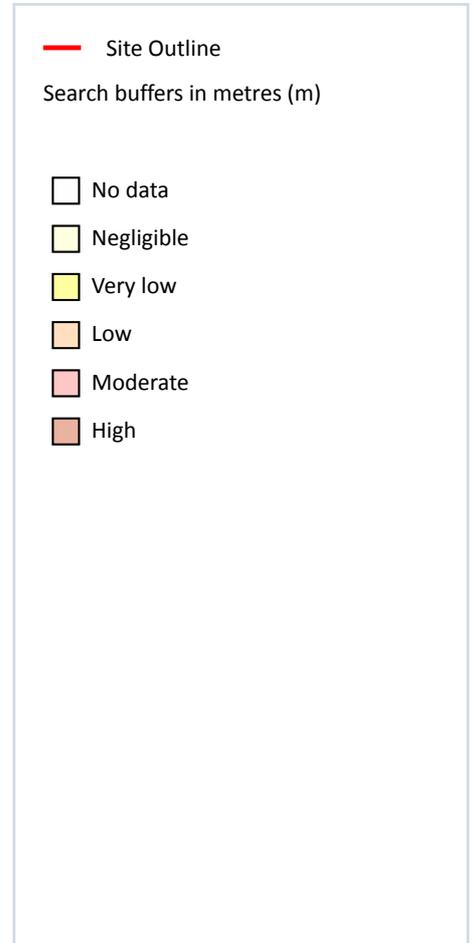 Site Outline
Search buffers in metres (m)
No data
Negligible
Very low
Low
Moderate
High